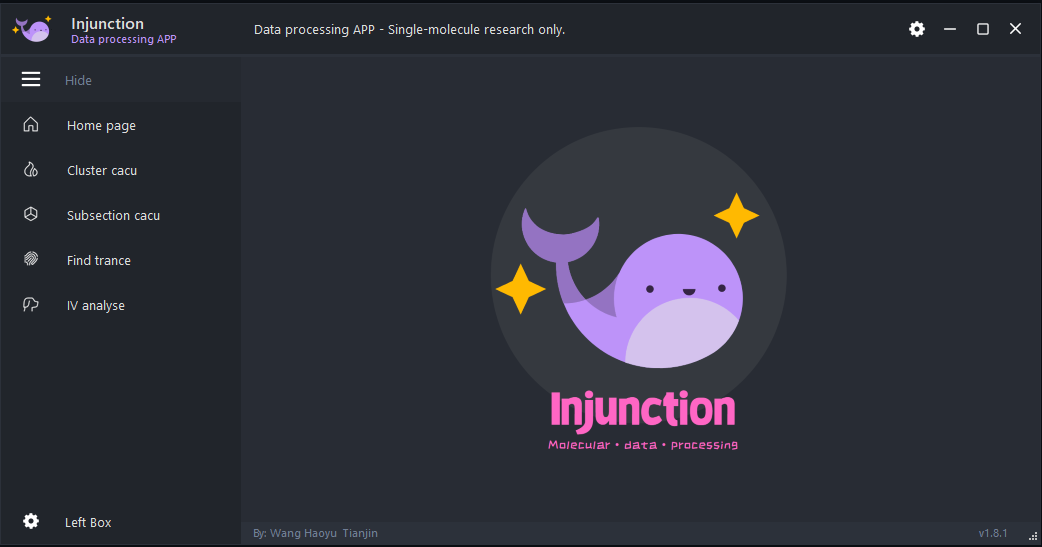 Injunction
Data processing APP
Data processing APP - Single-molecule research only.
Hide
Home page
Cluster cacu
Subsection cacu
Find trance
IV analyse
Left Box
Injunction
Molecular • data • processing
By: Wang Haoyu Tianjin
v1.8.1